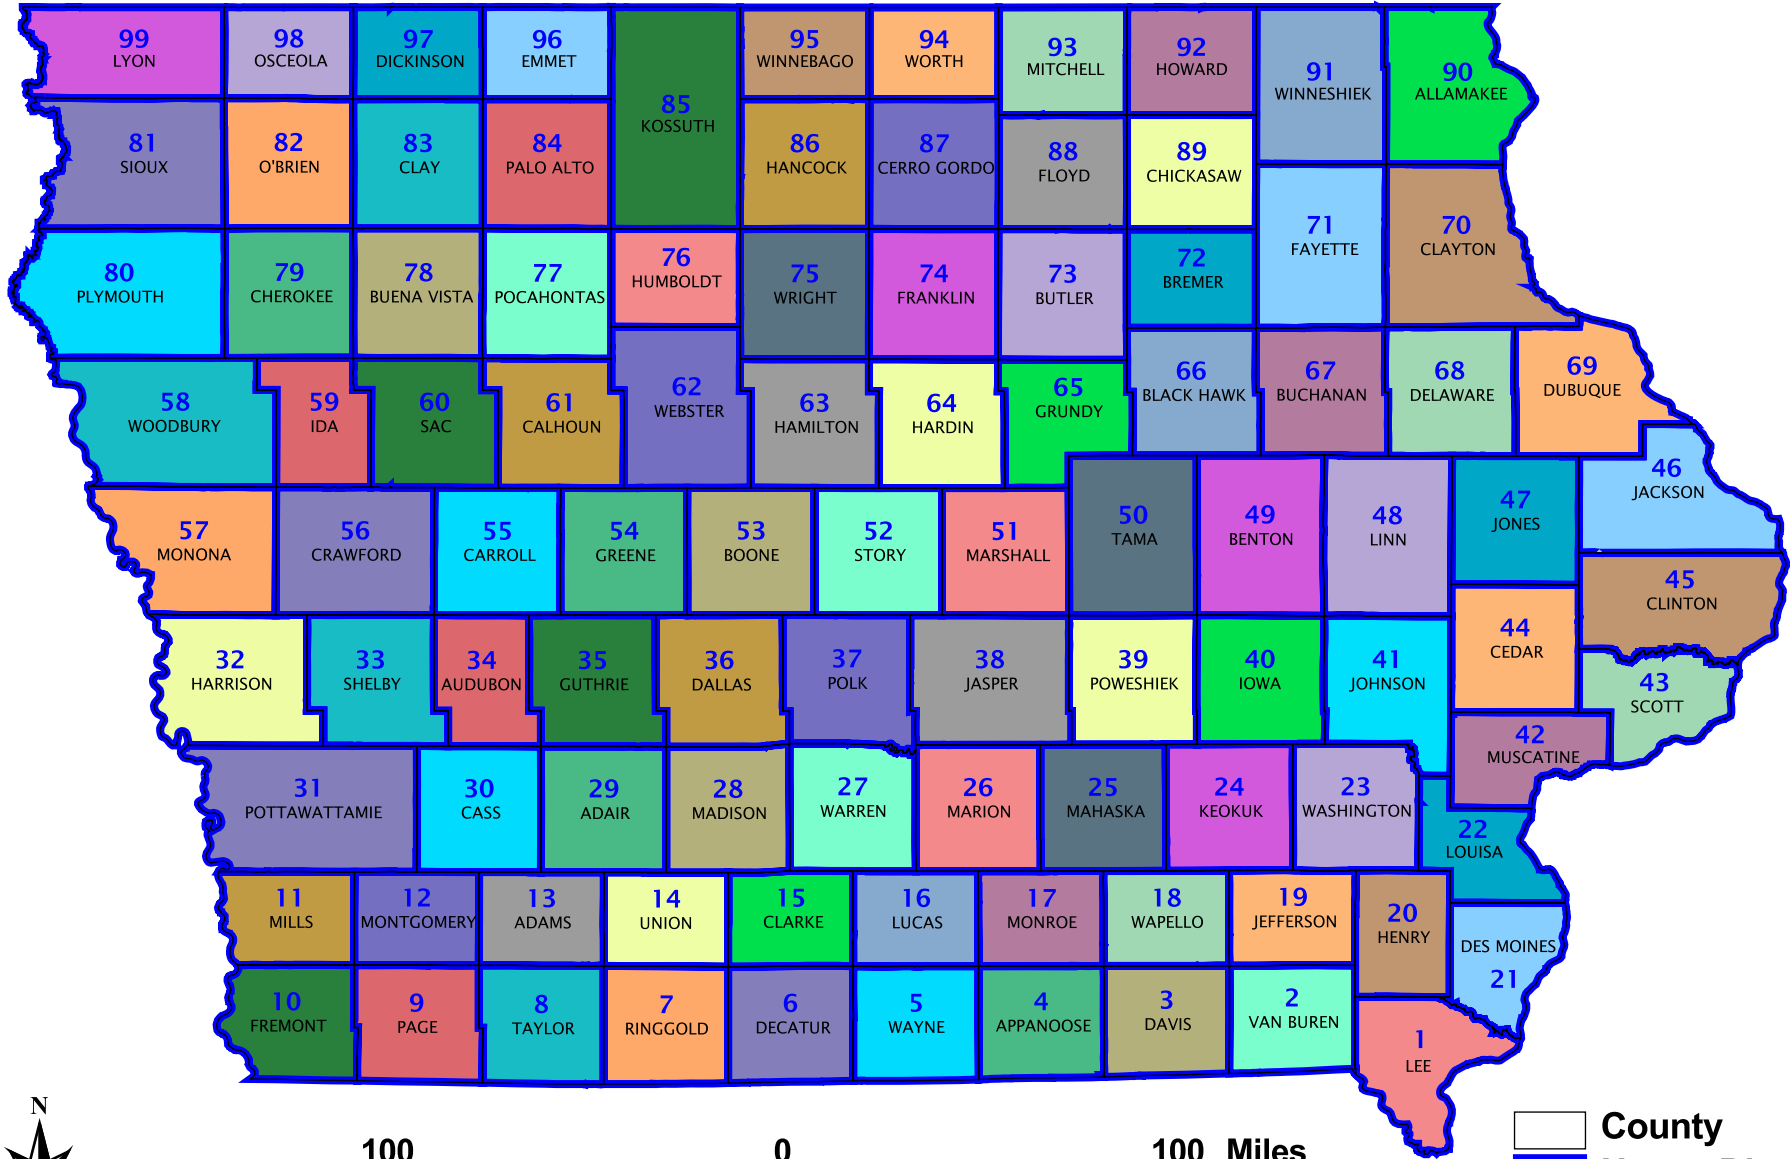 99 98 97 96 95 94 93 92 91 90
LYON OSCEOLA DICKINSON EMMET WINNEBAGO WORTH MITCHELL HOWARD WINNESHIEK ALLAMAKEE
85
KOSSUTH
81 82 83 84 86 87 88 89
SIOUX O'BRIEN CLAY PALO ALTO HANCOCK CERRO GORDO FLOYD CHICKASAW
71 70
FAYETTE CLAYTON
80 79 78 77 76 75 74 73 72
PLYMOUTH CHEROKEE BUENA VISTA POCAHONTAS HUMBOLDT WRIGHT FRANKLIN BUTLER BREMER
58 59 60 61 62 63 64 65 66 67 68 69
WOODBURY IDA SAC CALHOUN WEBSTER HAMILTON HARDIN GRUNDY BLACK HAWK BUCHANAN DELAWARE DUBUQUE
57 56 55 54 53 52 51 50 49 48 47 46
MONONA CRAWFORD CARROLL GREENE BOONE STORY MARSHALL TAMA BENTON LINN JONES JACKSON
45
CLINTON
32 33 34 35 36 37 38 39 40 41 44 43
HARRISON SHELBY AUDUBON GUTHRIE DALLAS POLK JASPER POWESHIEK IOWA JOHNSON CEDAR SCOTT
42
MUSCATINE
31 30 29 28 27 26 25 24 23 22
POTTAWATTAMIE CASS ADAIR MADISON WARREN MARION MAHASKA KEOKUK WASHINGTON LOUISA
11 12 13 14 15 16 17 18 19 20
MILLS MONTGOMERY ADAMS UNION CLARKE LUCAS MONROE WAPELLO JEFFERSON HENRY
DES MOINES
21
10 9 8 7 6 5 4 3 2 1
FREMONT PAGE TAYLOR RINGGOLD DECATUR WAYNE APPANOOSE DAVIS VAN BUREN LEE
N
100 0 100 Miles
County